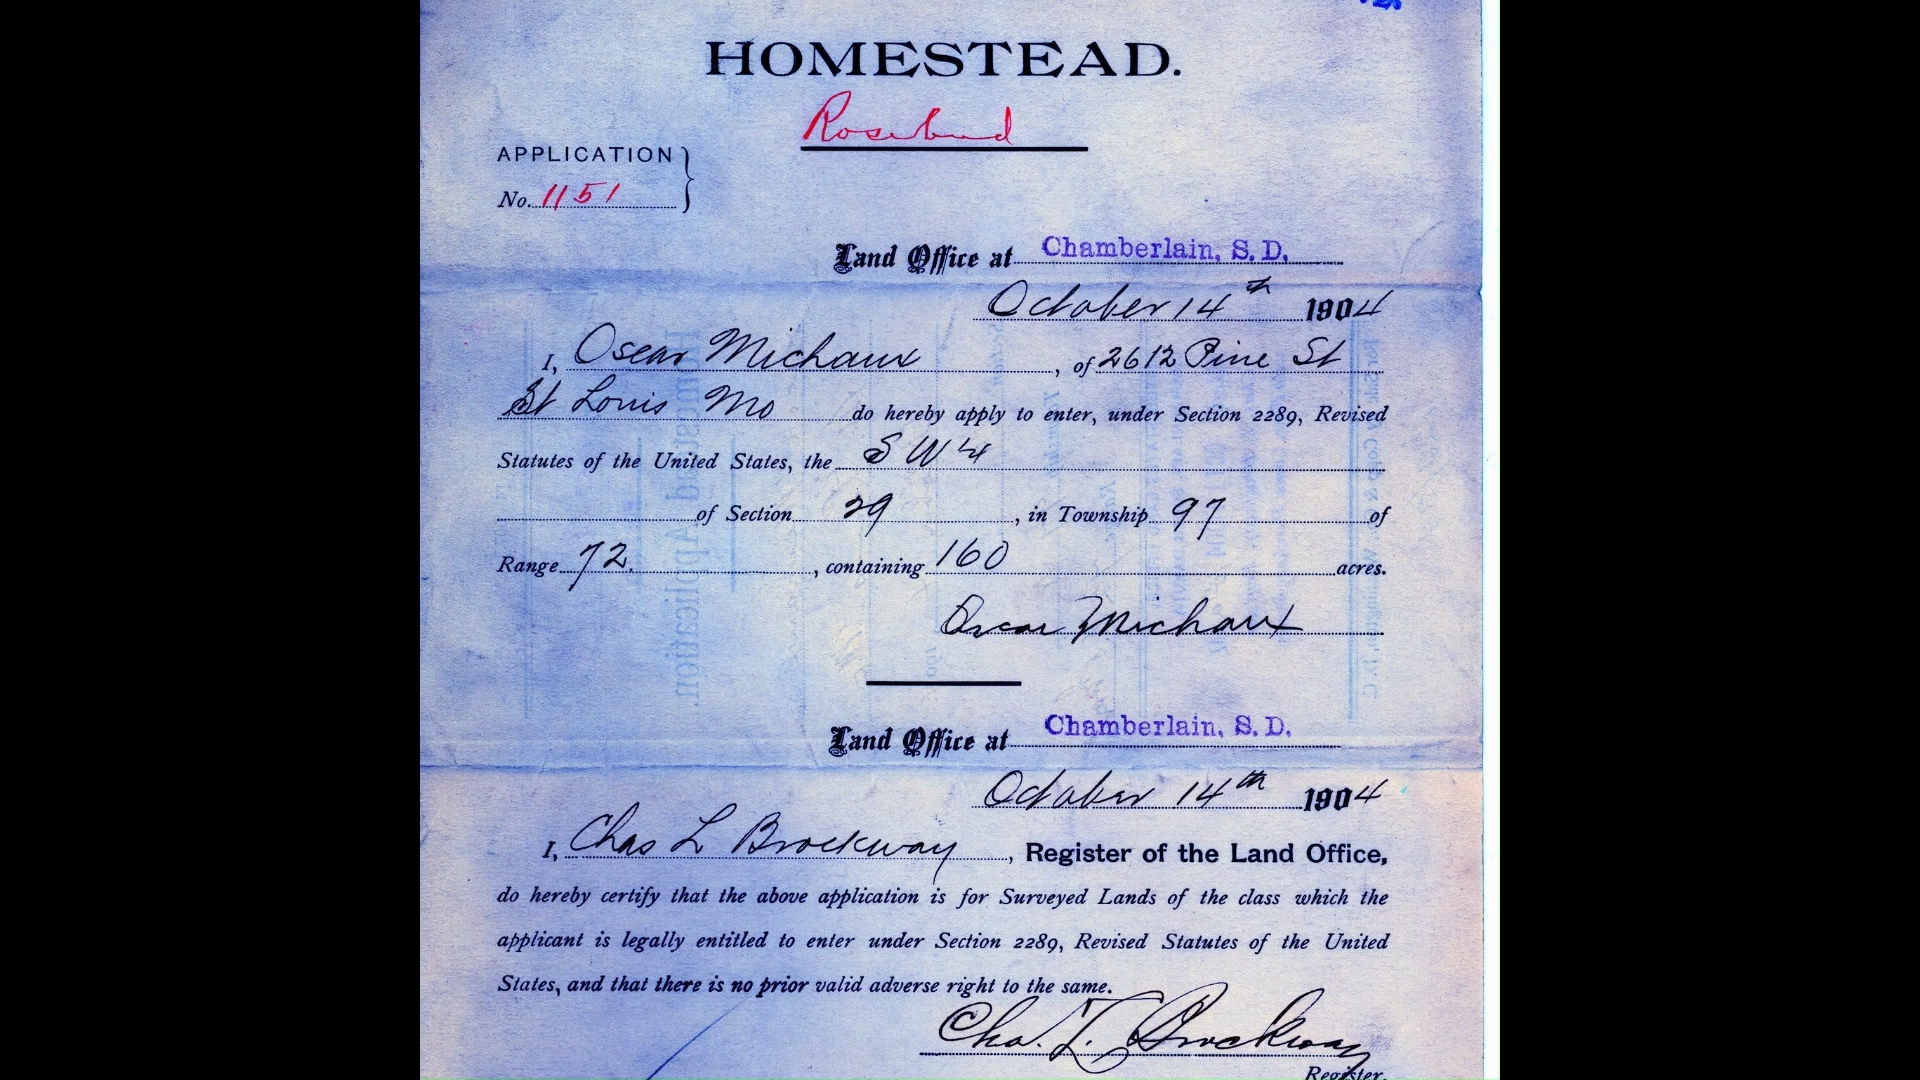 HOMESTEAD.
Rosebud
APPLICATION
No. 1151
Land Office at Chamberlain, S. D.
October 14th 1904
I, Oscar Michaux, of 2612 Pine St
St Louis Mo do hereby apply to enter, under Section 2289, Revised
Statutes of the United States, the SW 1/4
of Section 29, in Township 97 of
Range 72, containing 160 acres.
Oscar Michaux
Land Office at Chamberlain, S. D.
October 14th 1904
I, Chas L Brockway, Register of the Land Office,
do hereby certify that the above application is for Surveyed Lands of the class which the
applicant is legally entitled to enter under Section 2289, Revised Statutes of the United
States, and that there is no prior valid adverse right to the same.
Chas. L. Brockway
Register.